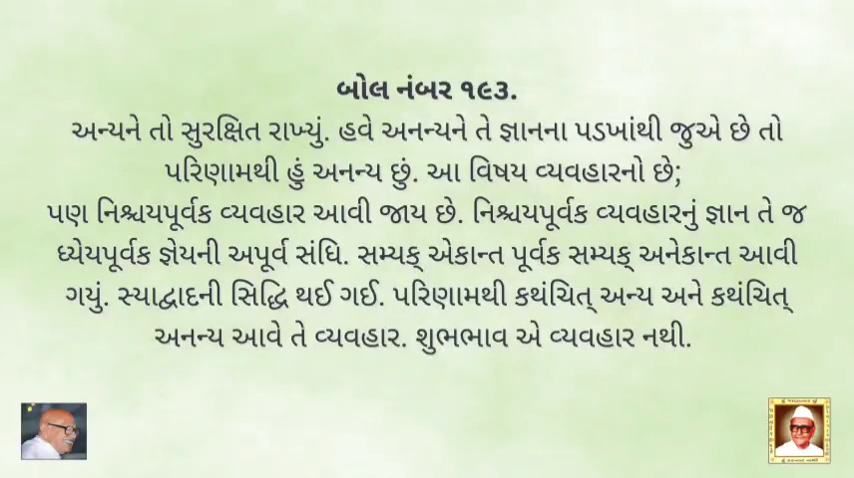 બોલ નંબર ૧૯૩.
અન્યને તો સુરક્ષિત રાખ્યું. હવે અનન્યને તે જ્ઞાનના પડખાંથી જુએ છે તો
પરિણામથી હું અનન્ય છું. આ વિષય વ્યવહારનો છે;
પણ નિશ્ચયપૂર્વક વ્યવહાર આવી જાય છે. નિશ્ચયપૂર્વક વ્યવહારનું જ્ઞાન તે જ
ધ્યેયપૂર્વક જ્ઞેયની અપૂર્વ સંધિ. સમ્યક્ એકાન્ત પૂર્વક સમ્યક્ અનેકાન્ત આવી
ગયું. સ્યાદ્વાદની સિદ્ધિ થઈ ગઈ. પરિણામથી કથંચિત્ અન્ય અને કથંચિત્
અનન્ય આવે તે વ્યવહાર. શુભભાવ એ વ્યવહાર નથી.